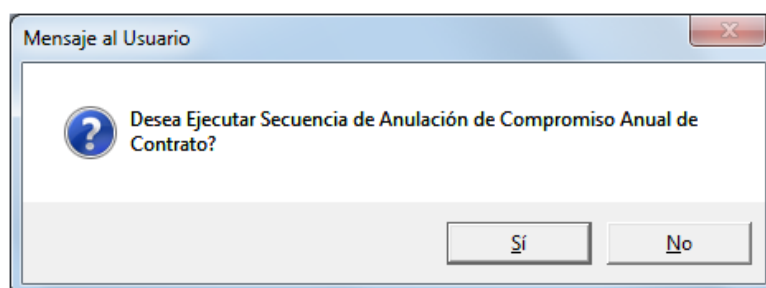 Mensaje al Usuario
Desea Ejecutar Secuencia de Anulación de Compromiso Anual de
Contrato?
Sí
No